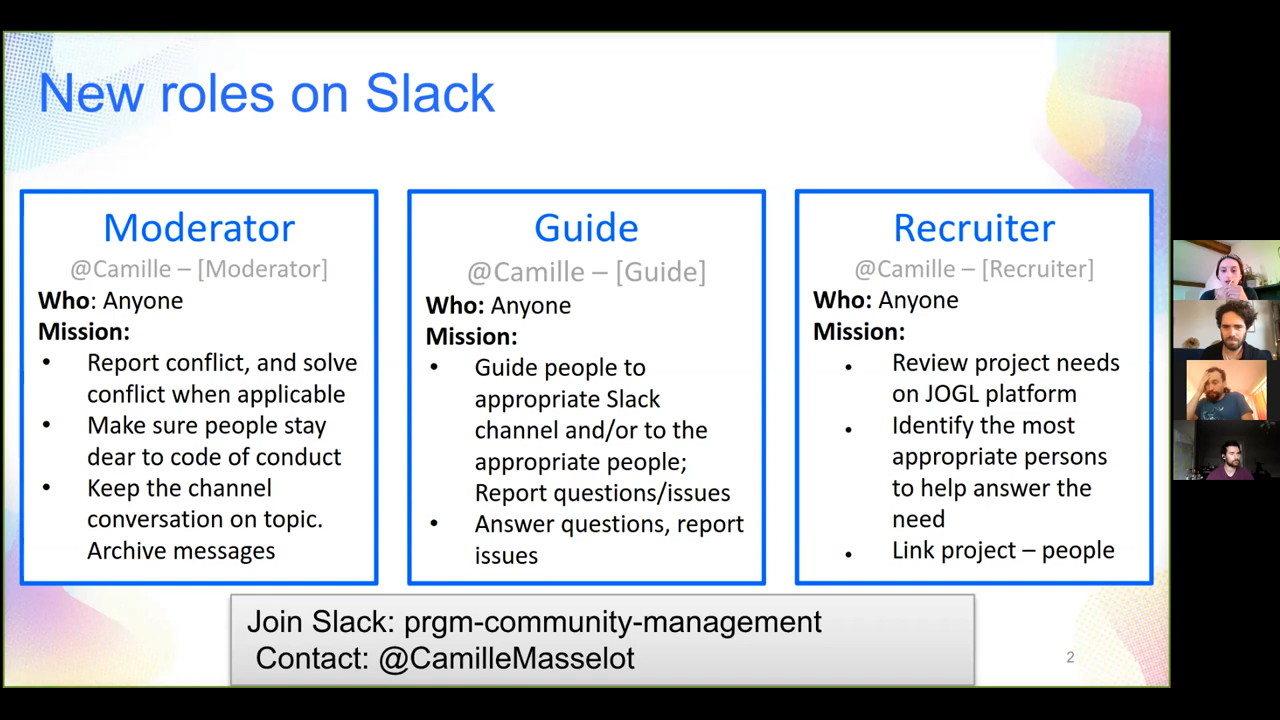 New roles on Slack
Moderator
@Camille – [Moderator]
Who: Anyone
Mission:
• Report conflict, and solve
conflict when applicable
• Make sure people stay
dear to code of conduct
• Keep the channel
conversation on topic.
Archive messages
Guide
@Camille – [Guide]
Who: Anyone
Mission:
• Guide people to
appropriate Slack
channel and/or to the
appropriate people;
Report questions/issues
• Answer questions, report
issues
Recruiter
@Camille – [Recruiter]
Who: Anyone
Mission:
• Review project needs
on JOGL platform
• Identify the most
appropriate persons
to help answer the
need
• Link project – people
Join Slack: prgm-community-management
Contact: @CamilleMasselot
2